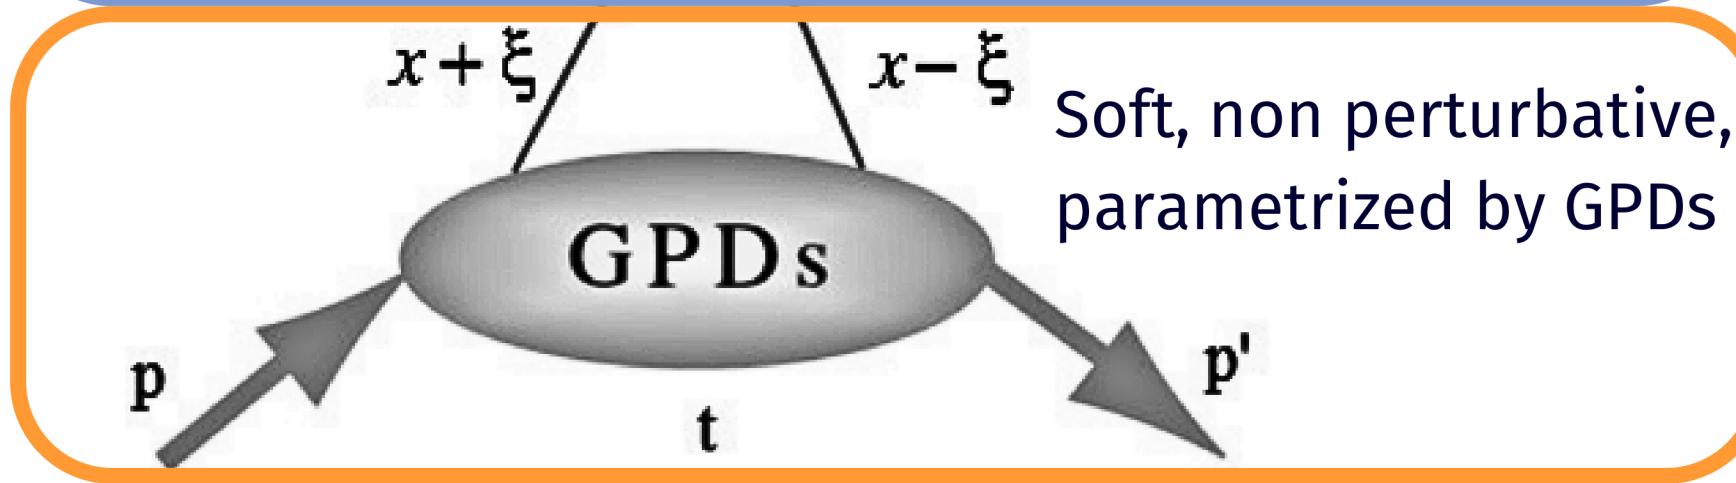 x+ξ
x-ξ
Soft, non perturbative,
parametrized by GPDs
GPDs
p
p'
t